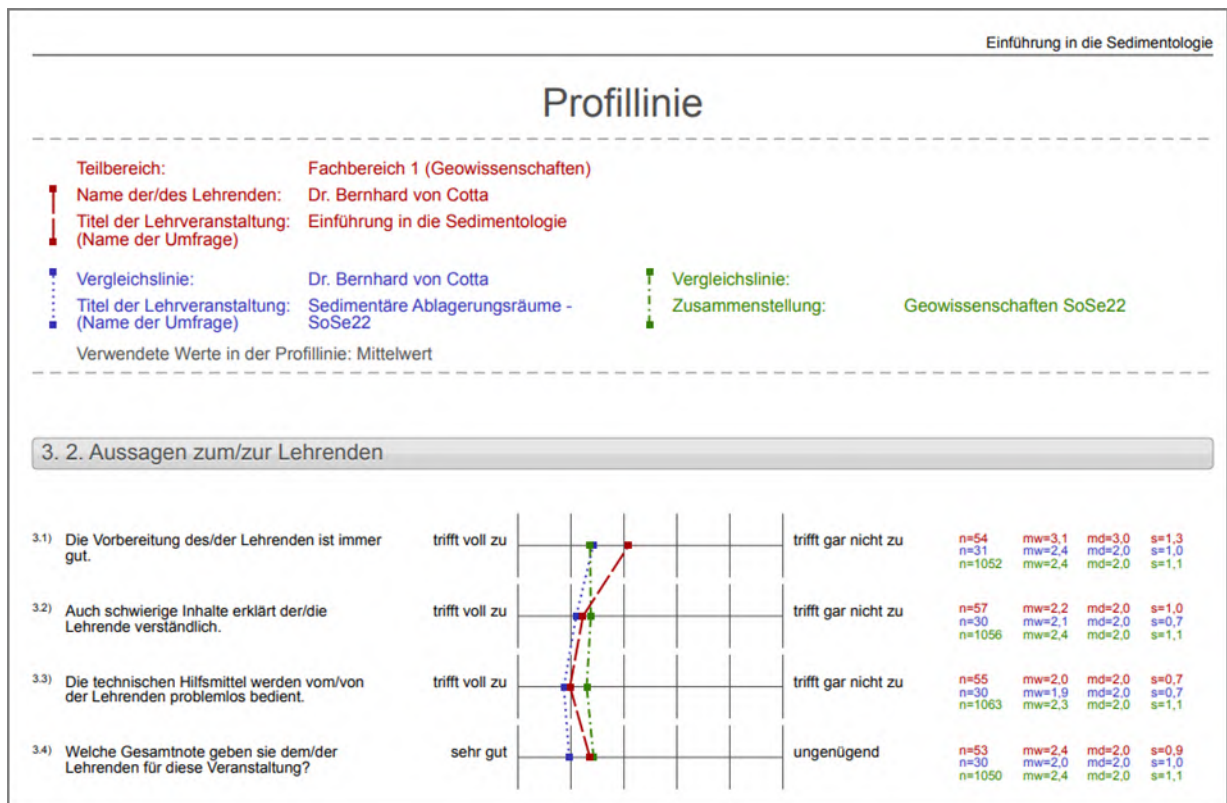 Einführung in die Sedimentologie
Profillinie
Teilbereich: Fachbereich 1 (Geowissenschaften)
Name der/des Lehrenden: Dr. Bernhard von Cotta
Titel der Lehrveranstaltung: Einführung in die Sedimentologie
(Name der Umfrage)
Vergleichslinie: Dr. Bernhard von Cotta
Titel der Lehrveranstaltung: Sedimentäre Ablagerungsräume -
(Name der Umfrage) SoSe22
Vergleichslinie:
Zusammenstellung: Geowissenschaften SoSe22
Verwendete Werte in der Profillinie: Mittelwert
3. 2. Aussagen zum/zur Lehrenden
3.1) Die Vorbereitung des/der Lehrenden ist immer
gut.
trifft voll zu trifft gar nicht zu
n=54 mw=3,1 md=3,0 s=1,3
n=31 mw=2,4 md=2,0 s=1,0
n=1052 mw=2,4 md=2,0 s=1,1
3.2) Auch schwierige Inhalte erklärt der/die
Lehrende verständlich.
trifft voll zu trifft gar nicht zu
n=57 mw=2,2 md=2,0 s=1,0
n=30 mw=2,1 md=2,0 s=0,7
n=1056 mw=2,4 md=2,0 s=1,1
3.3) Die technischen Hilfsmittel werden vom/von
der Lehrenden problemlos bedient.
trifft voll zu trifft gar nicht zu
n=55 mw=2,0 md=2,0 s=0,7
n=30 mw=1,9 md=2,0 s=0,7
n=1063 mw=2,3 md=2,0 s=1,1
3.4) Welche Gesamtnote geben sie dem/der
Lehrenden für diese Veranstaltung?
sehr gut ungenügend
n=53 mw=2,4 md=2,0 s=0,9
n=30 mw=2,0 md=2,0 s=1,0
n=1050 mw=2,4 md=2,0 s=1,1